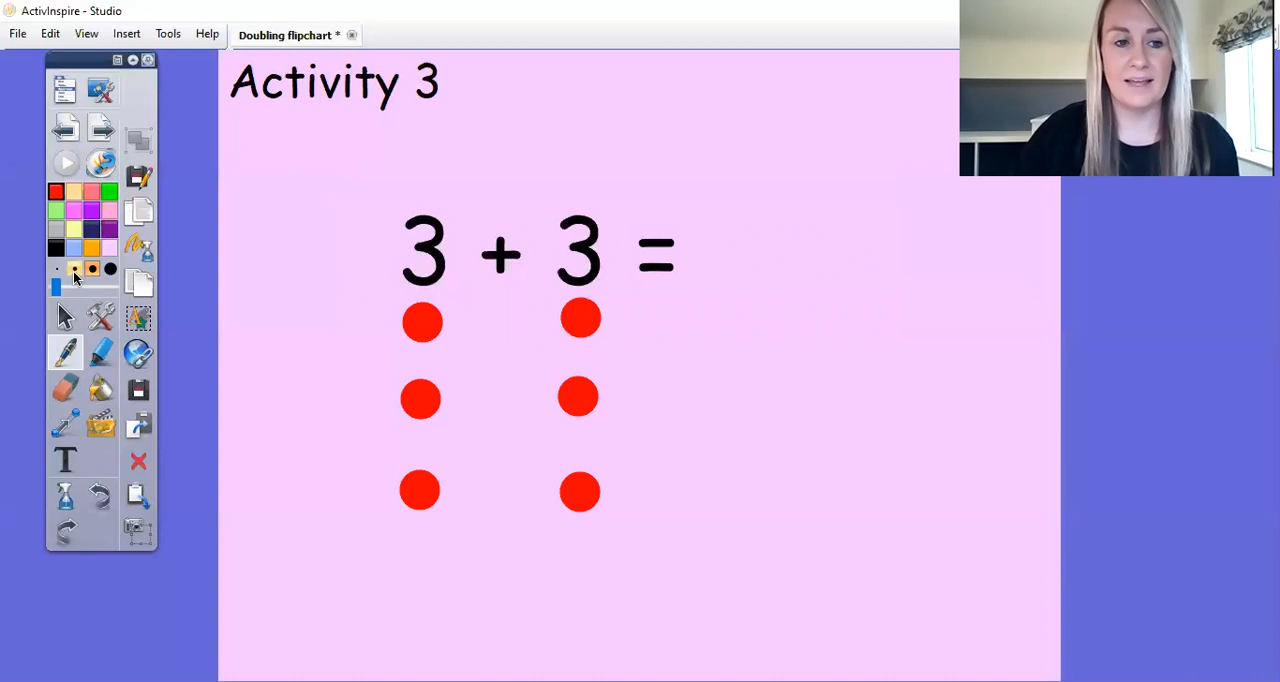 ActivInspire - Studio
File Edit View Insert Tools Help
Doubling flipchart *
Activity 3
3 + 3 =
T